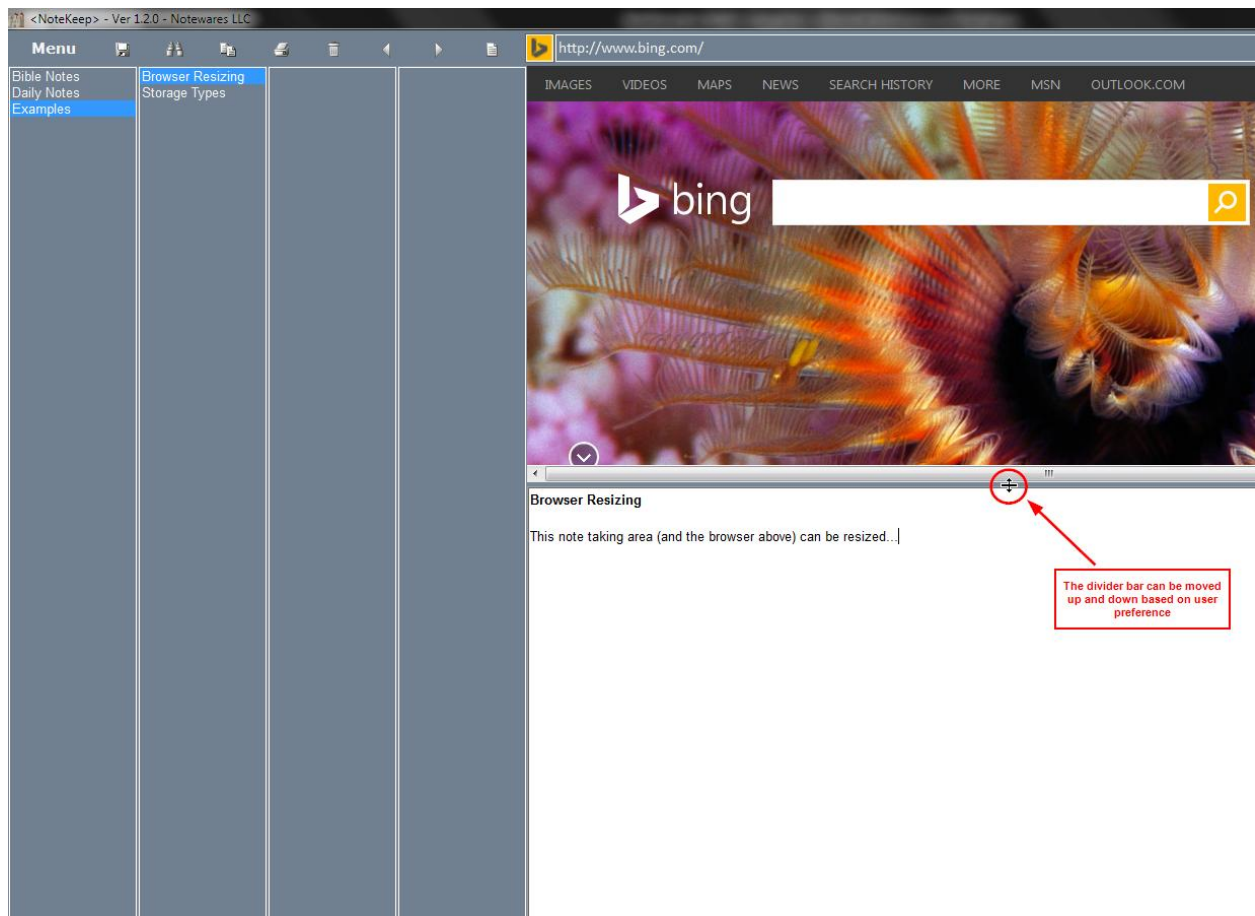 <NoteKeep> - Ver 1.2.0 - Notewares LLC
Menu
http://www.bing.com/
Bible Notes
Daily Notes
Examples
Browser Resizing
Storage Types
IMAGES VIDEOS MAPS NEWS SEARCH HISTORY MORE MSN OUTLOOK.COM
bing
Browser Resizing
This note taking area (and the browser above) can be resized...
The divider bar can be moved
up and down based on user
preference